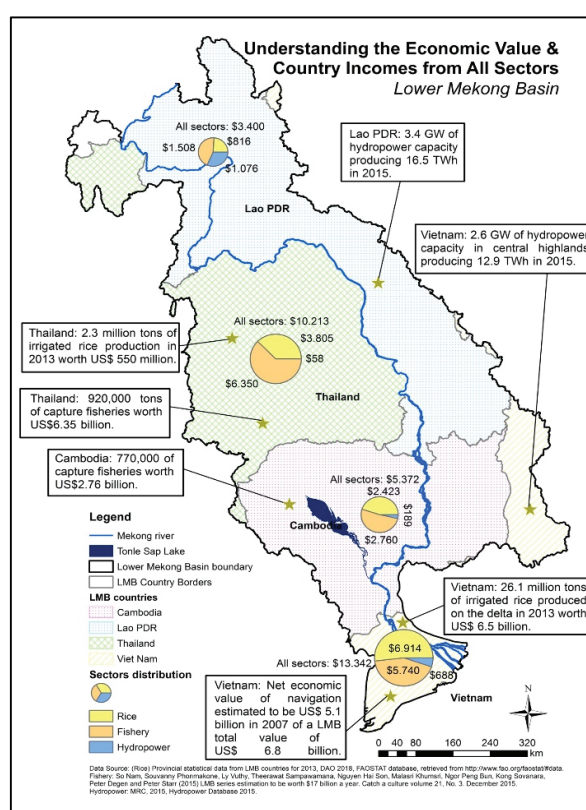 Understanding the Economic Value &
Country Incomes from All Sectors
Lower Mekong Basin
All sectors: $3.400
$816
$1.508
$1.076
Lao PDR
Lao PDR: 3.4 GW of
hydropower capacity
producing 16.5 TWh
in 2015.
Vietnam: 2.6 GW of hydropower
capacity in central highlands
producing 12.9 TWh in 2015.
Thailand: 2.3 million tons of
irrigated rice production in
2013 worth US$ 550 million.
All sectors: $10.213
$3.805
$58
$6.350
Thailand
Thailand: 920,000 tons
of capture fisheries worth
US$6.35 billion.
Cambodia: 770,000 of
capture fisheries worth
US$2.76 billion.
All sectors: $5.372
$2.423
$189
$2.760
Cambod
Legend
Mekong river
Tonle Sap Lake
Lower Mekong Basin boundary
LMB Country Borders
LMB countries
Cambodia
Lao PDR
Thailand
Viet Nam
Sectors distribution
Rice
Fishery
Hydropower
Vietnam: 26.1 million tons
of irrigated rice produced
on the delta in 2013 worth
US$ 6.5 billion.
All sectors: $13.342
$6.914
$5.740
$688
Vietnam
Vietnam: Net economic
value of navigation
estimated to be US$ 5.1
billion in 2007 of a LMB
total value of
US$ 6.8 billion.
N
0 40 80 160 240 320
km
Data Source: (Rice) Provincial statistical data from LMB countries for 2013, DAO 2018, FAOSTAT database, retrieved from http://www.fao.org/faostat/#data.
Fishery: So Nam, Souvanny Phommakone, Ly Vuthy, Theerawat Samphawamana, Nguyen Hai Son, Malasri Khumsri, Ngor Peng Bun, Kong Sovanara,
Peter Degen and Peter Starr (2015) LMB series estimation to be worth $17 billion a year. Catch a culture volume 21, No. 3. December 2015.
Hydropower: MRC, 2015, Hydropower Database 2015.